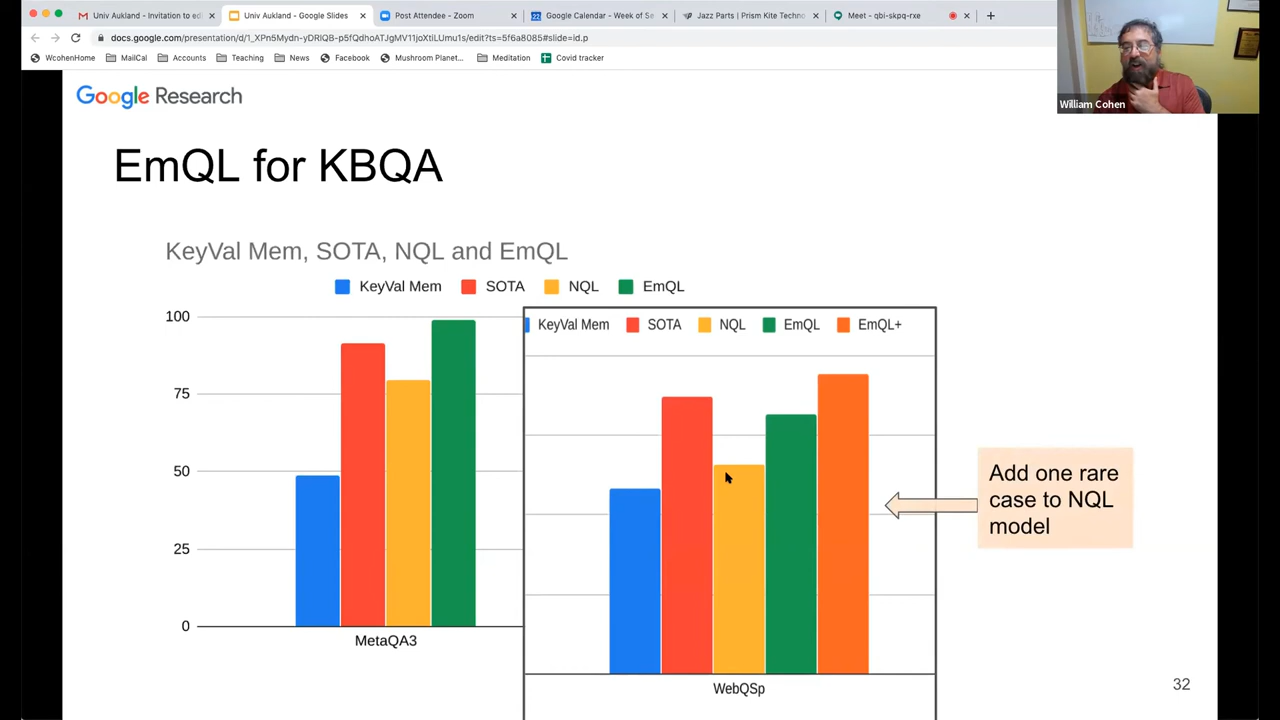 Univ Aukland - Invitation to ed
Univ Aukland - Google Slides
Post Attendee - Zoom
Google Calendar - Week of Se
Jazz Parts | Prism Kite Techno
Meet - qbi-skpq-rxe
docs.google.com/presentation/d/1_XPn5Mydn-yDRlQB-p5fQdhoATJgMV11joXtiLUmu1s/edit?ts=5f6a8085#slide=id.p
WcohenHome
MailCal
Accounts
Teaching
News
Facebook
Mushroom Planet...
Meditation
Covid tracker
William Cohen
Google Research
EmQL for KBQA
KeyVal Mem, SOTA, NQL and EmQL
KeyVal Mem SOTA NQL EmQL
KeyVal Mem SOTA NQL EmQL EmQL+
100
75
50
25
0
MetaQA3
WebQSp
Add one rare
case to NQL
model
32